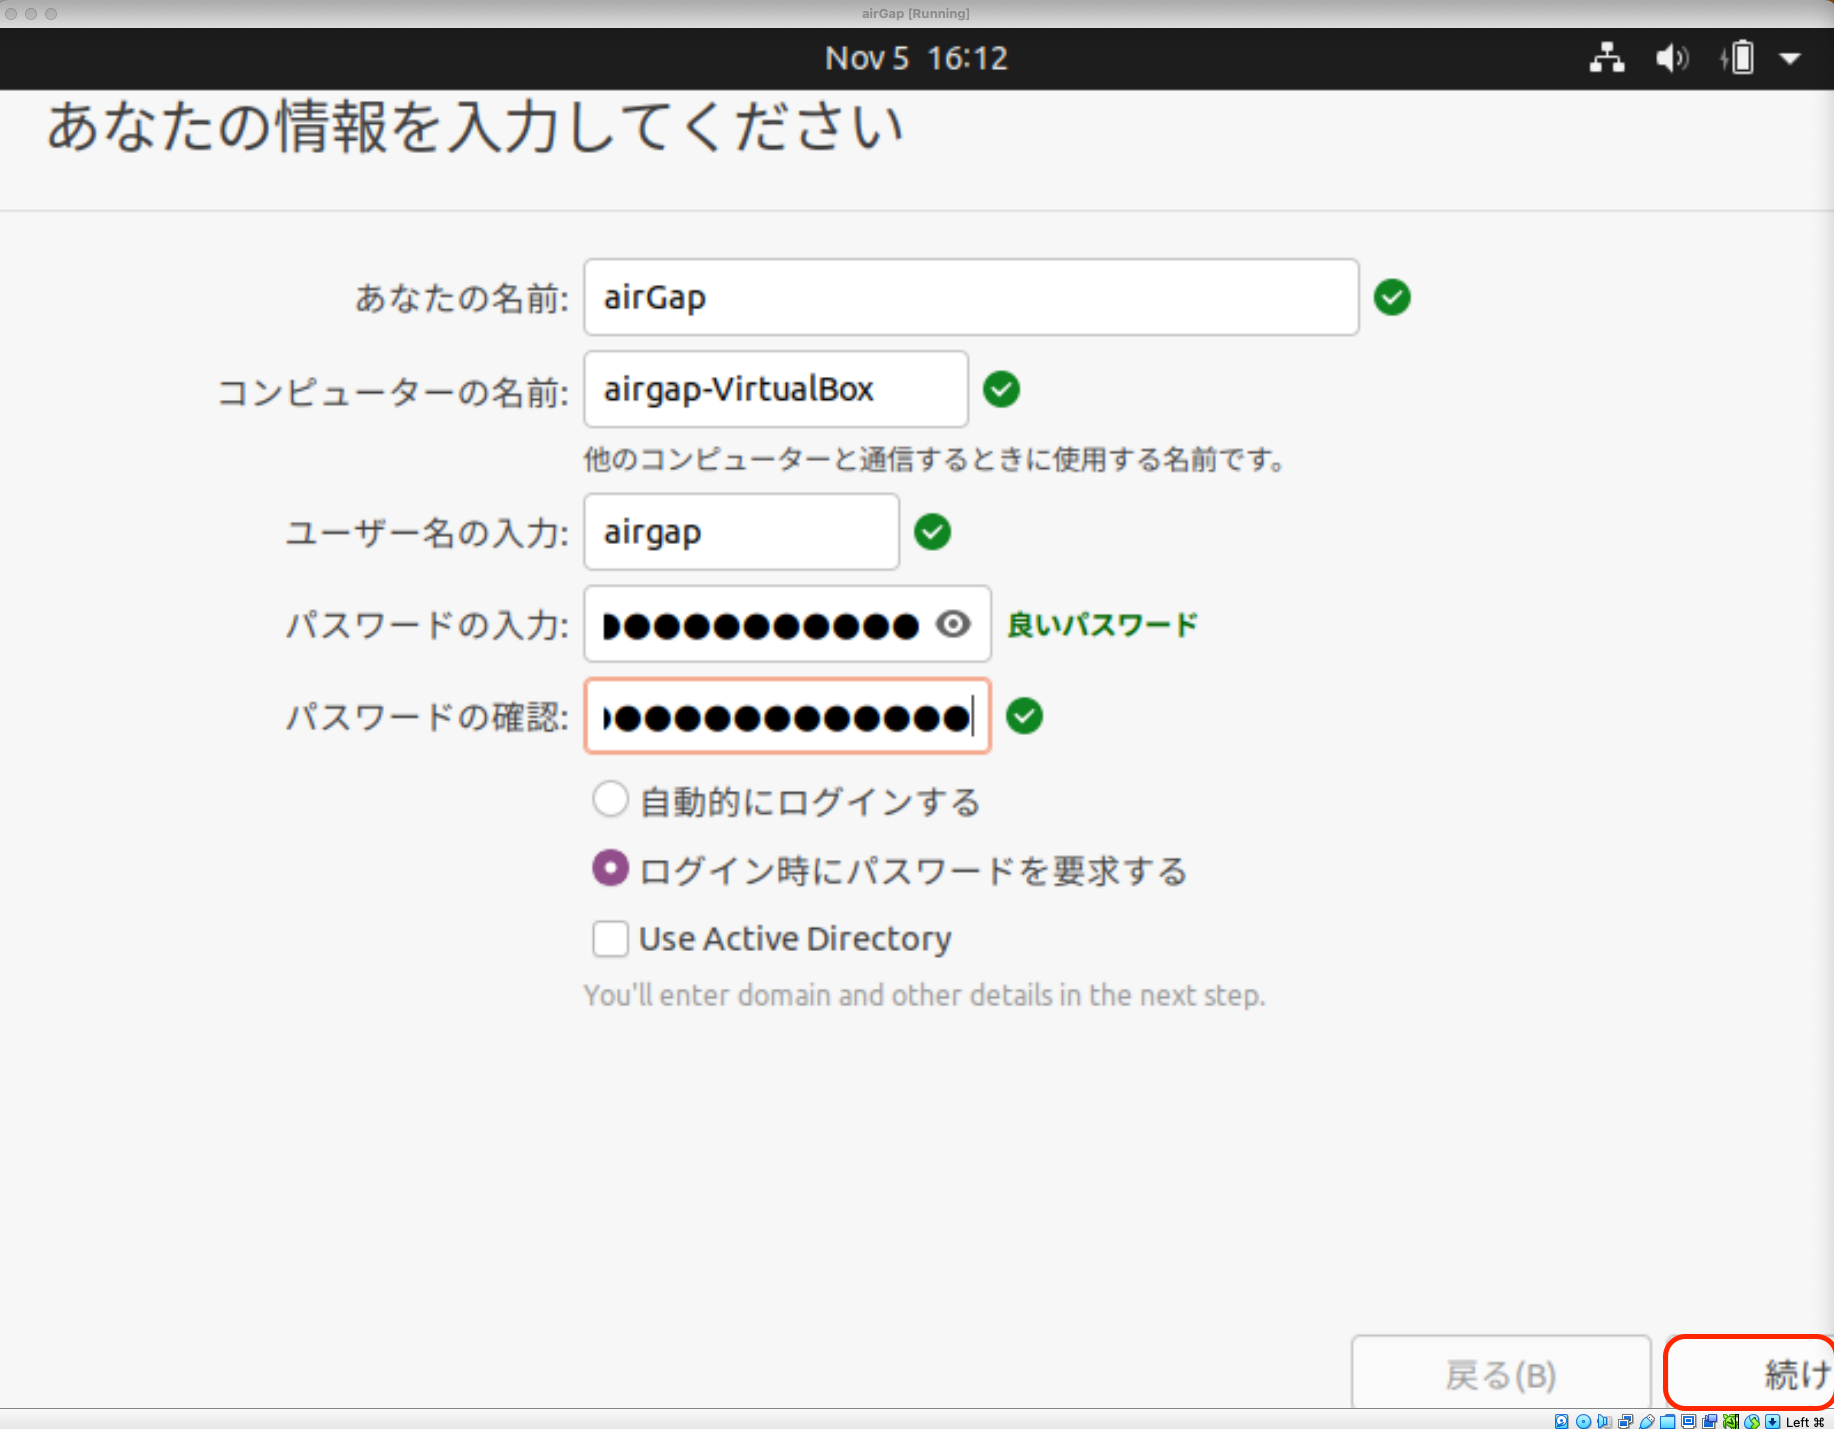 airGap [Running]
Nov 5 16:12
あなたの情報を入力してください
あなたの名前: airGap
コンピューターの名前: airgap-VirtualBox
他のコンピューターと通信するときに使用する名前です。
ユーザー名の入力: airgap
パスワードの入力: 良いパスワード
パスワードの確認:
自動的にログインする
ログイン時にパスワードを要求する
Use Active Directory
You'll enter domain and other details in the next step.
戻る(B) 続け
Left ⌘